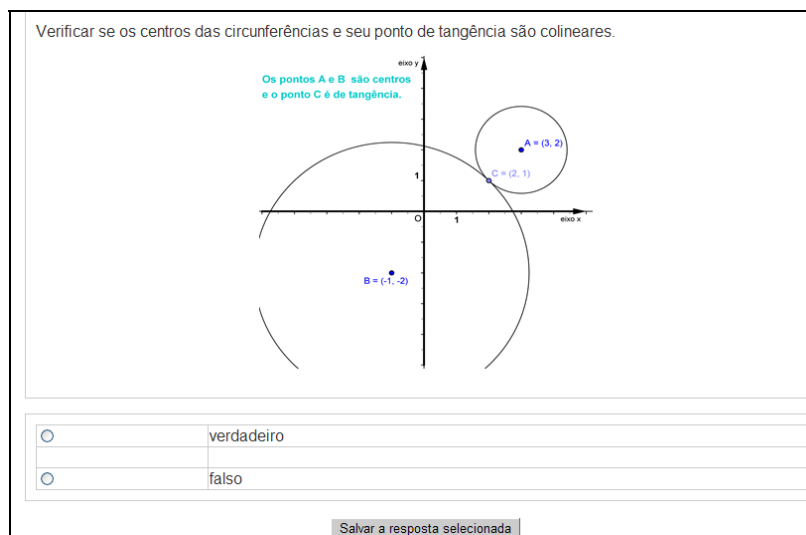 Verificar se os centros das circunferências e seu ponto de tangência são colineares.
eixo y
Os pontos A e B são centros
e o ponto C é de tangência.
A = (3, 2)
C = (2, 1)
1
O
1
eixo x
B = (-1, -2)
verdadeiro
falso
Salvar a resposta selecionada